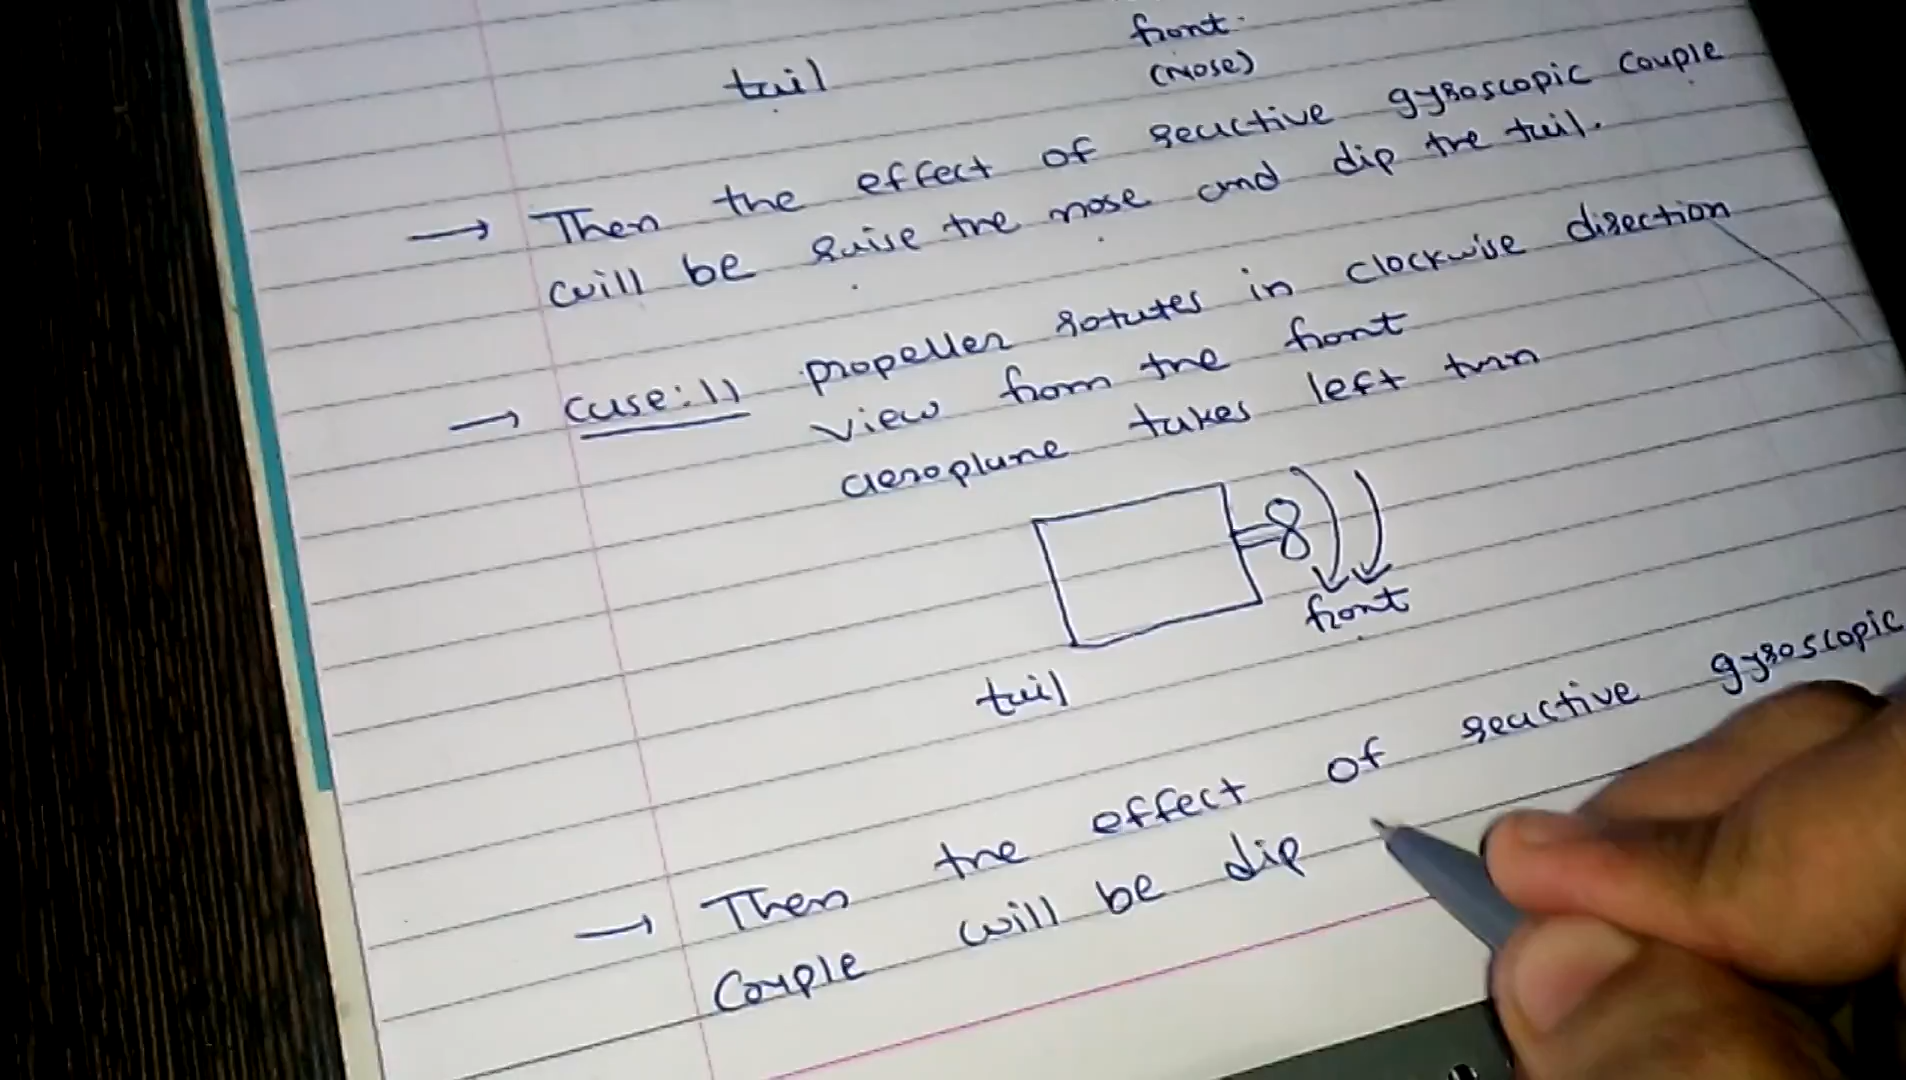 front
tail
(Nose)
→ Then the effect of reactive gyroscopic couple
will be raise the nose and dip the tail.
→ case: 11 propeller rotates in clockwise direction
view from the front
aeroplane takes left turn
front
tail
→ Then the effect of reactive gyroscopic
Couple will be dip